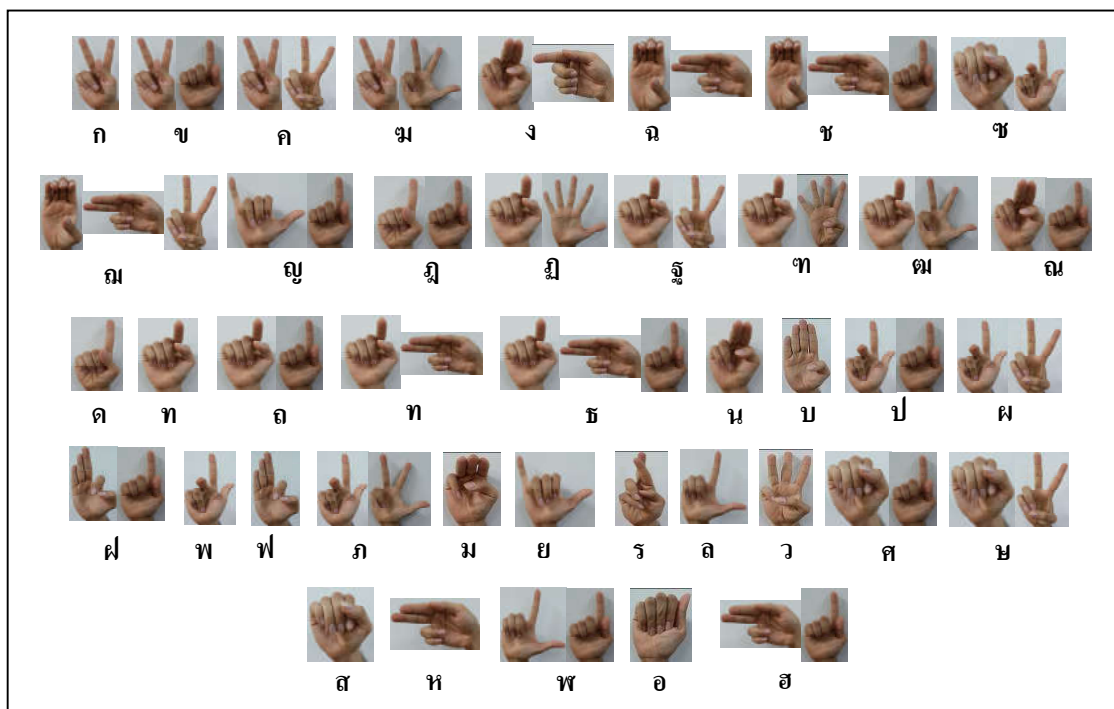 ก ข ค ฆ ง ฉ ช ซ
ฌ ญ ฎ ฏ ฐ ฑ ฒ ณ
ด ท ถ ท ธ น บ ป ผ
ฝ พ ฟ ภ ม ย ร ล ว ศ ษ
ส ห พ อ ฮ